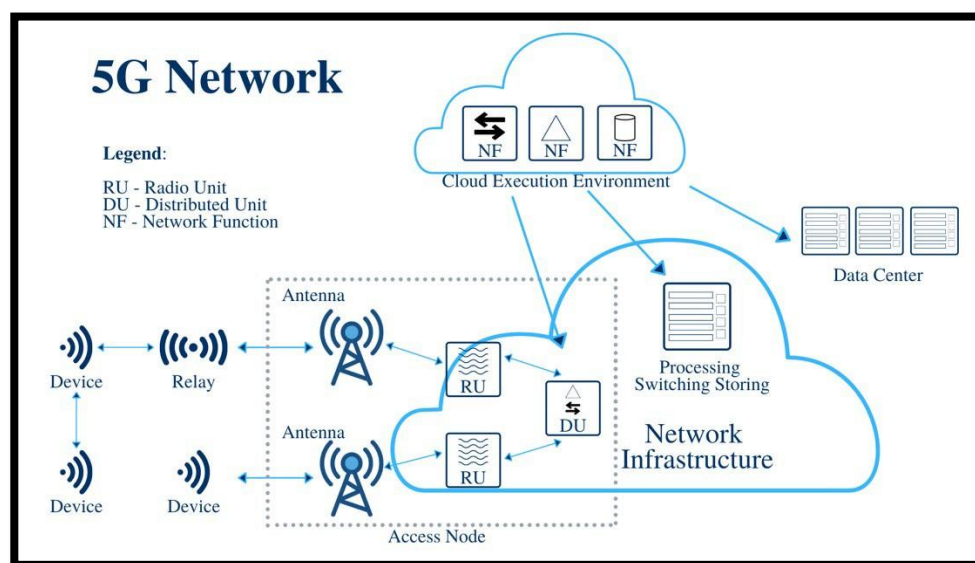 5G Network
Legend:
RU - Radio Unit
DU - Distributed Unit
NF - Network Function
NF
NF
NF
Cloud Execution Environment
Data Center
Antenna
Device
Relay
RU
Processing
Switching Storing
DU
Network
Infrastructure
Antenna
RU
Device
Device
Access Node